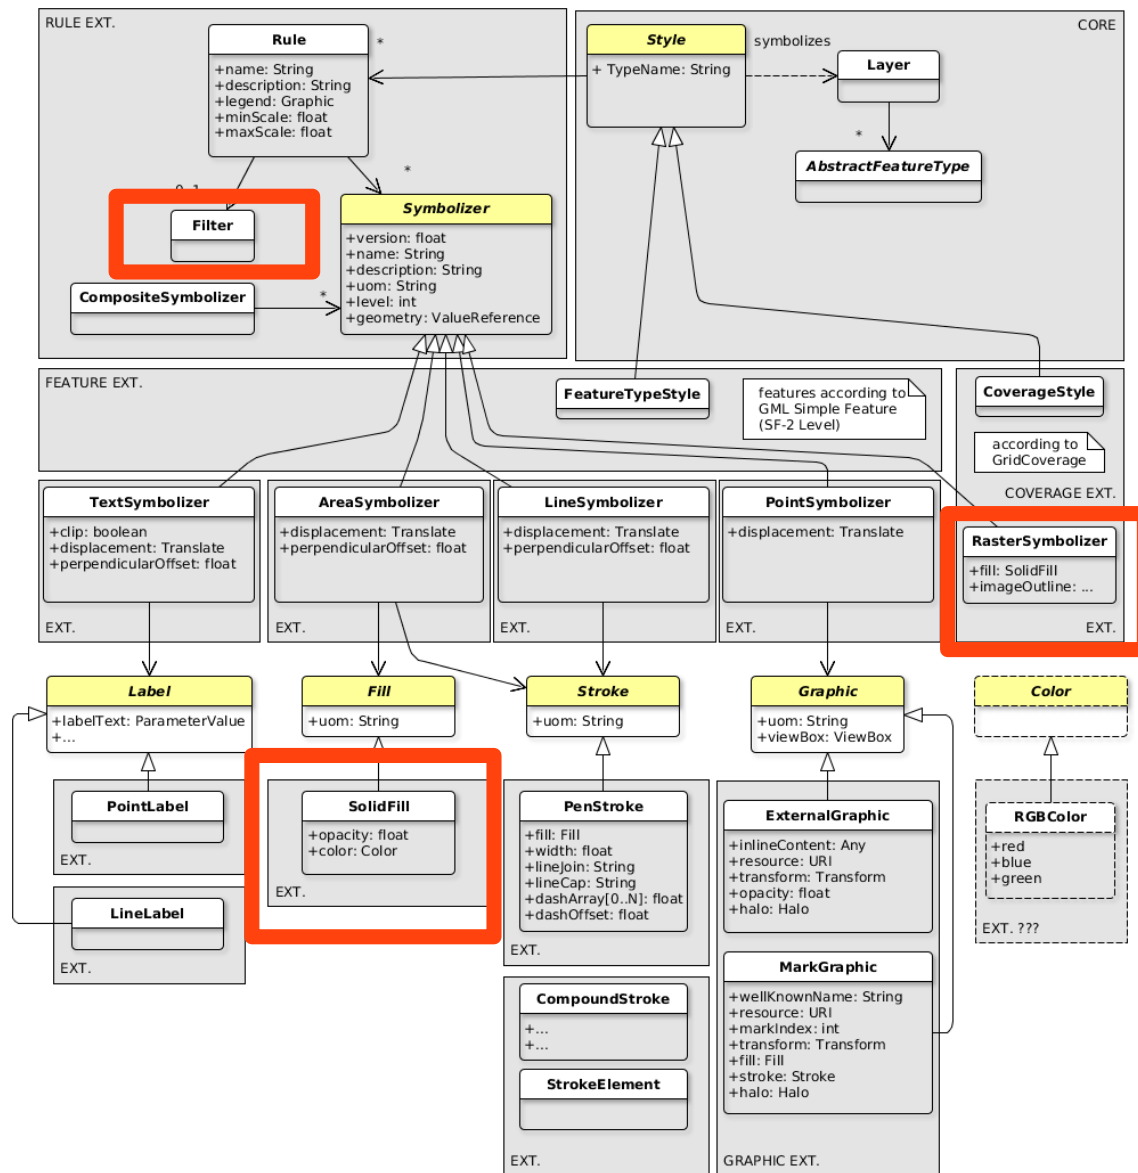 RULE EXT.
Rule
+name: String
+description: String
+legend: Graphic
+minScale: float
+maxScale: float
*
*
Filter
Symbolizer
+version: float
+name: String
+description: String
+uom: String
+level: int
+geometry: ValueReference
CompositeSymbolizer
*
CORE
Style
+ TypeName: String
symbolizes
Layer
*
AbstractFeatureType
FEATURE EXT.
FeatureTypeStyle
features according to
GML Simple Feature
(SF-2 Level)
CoverageStyle
according to
GridCoverage
COVERAGE EXT.
TextSymbolizer
+clip: boolean
+displacement: Translate
+perpendicularOffset: float
EXT.
AreaSymbolizer
+displacement: Translate
+perpendicularOffset: float
EXT.
LineSymbolizer
+displacement: Translate
+perpendicularOffset: float
EXT.
PointSymbolizer
+displacement: Translate
EXT.
RasterSymbolizer
+fill: SolidFill
+imageOutline: ...
EXT.
Label
+labelText: ParameterValue
+...
Fill
+uom: String
Stroke
+uom: String
Graphic
+uom: String
+viewBox: ViewBox
Color
PointLabel
EXT.
LineLabel
EXT.
SolidFill
+opacity: float
+color: Color
EXT.
PenStroke
+fill: Fill
+width: float
+lineJoin: String
+lineCap: String
+dashArray[0..N]: float
+dashOffset: float
EXT.
CompoundStroke
+...
+...
StrokeElement
EXT.
ExternalGraphic
+inlineContent: Any
+resource: URI
+transform: Transform
+opacity: float
+halo: Halo
MarkGraphic
+wellKnownName: String
+resource: URI
+markIndex: int
+transform: Transform
+fill: Fill
+stroke: Stroke
+halo: Halo
GRAPHIC EXT.
RGBColor
+red
+blue
+green
EXT. ???